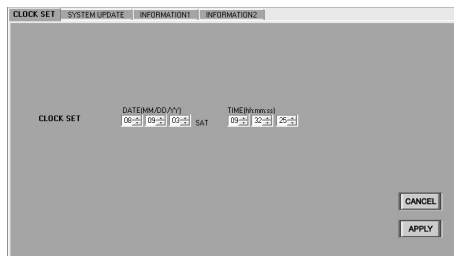 CLOCK SET SYSTEM UPDATE INFORMATION1 INFORMATION2
DATE(MM/DD/YY) TIME(hh:mm:ss)
CLOCK SET 08 09 03 SAT 09 32 25
CANCEL
APPLY